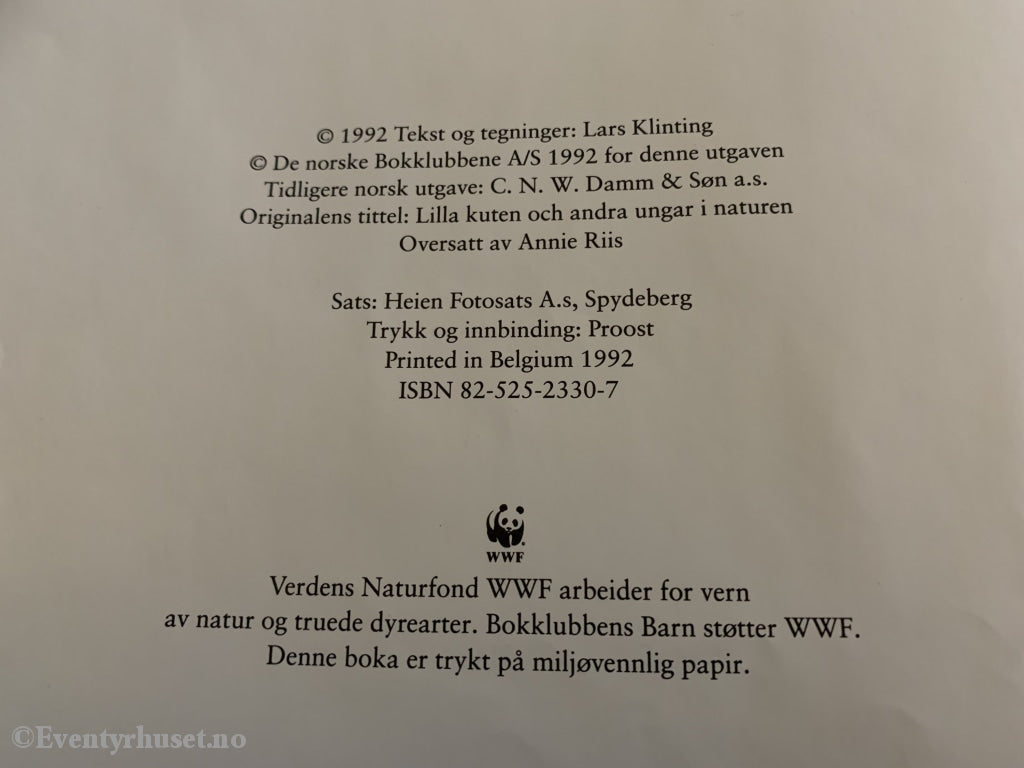 © 1992 Tekst og tegninger: Lars Klinting
© De norske Bokklubbene A/S 1992 for denne utgaven
Tidligere norsk utgave: C. N. W. Damm & Søn a.s.
Originalens tittel: Lilla kuten och andra ungar i naturen
Oversatt av Annie Riis
Sats: Heien Fotosats A.s, Spydeberg
Trykk og innbinding: Proost
Printed in Belgium 1992
ISBN 82-525-2330-7
WWF
Verdens Naturfond WWF arbeider for vern
av natur og truede dyrearter. Bokklubbens Barn støtter WWF.
Denne boka er trykt på miljøvennlig papir.
©Eventyrhuset.no